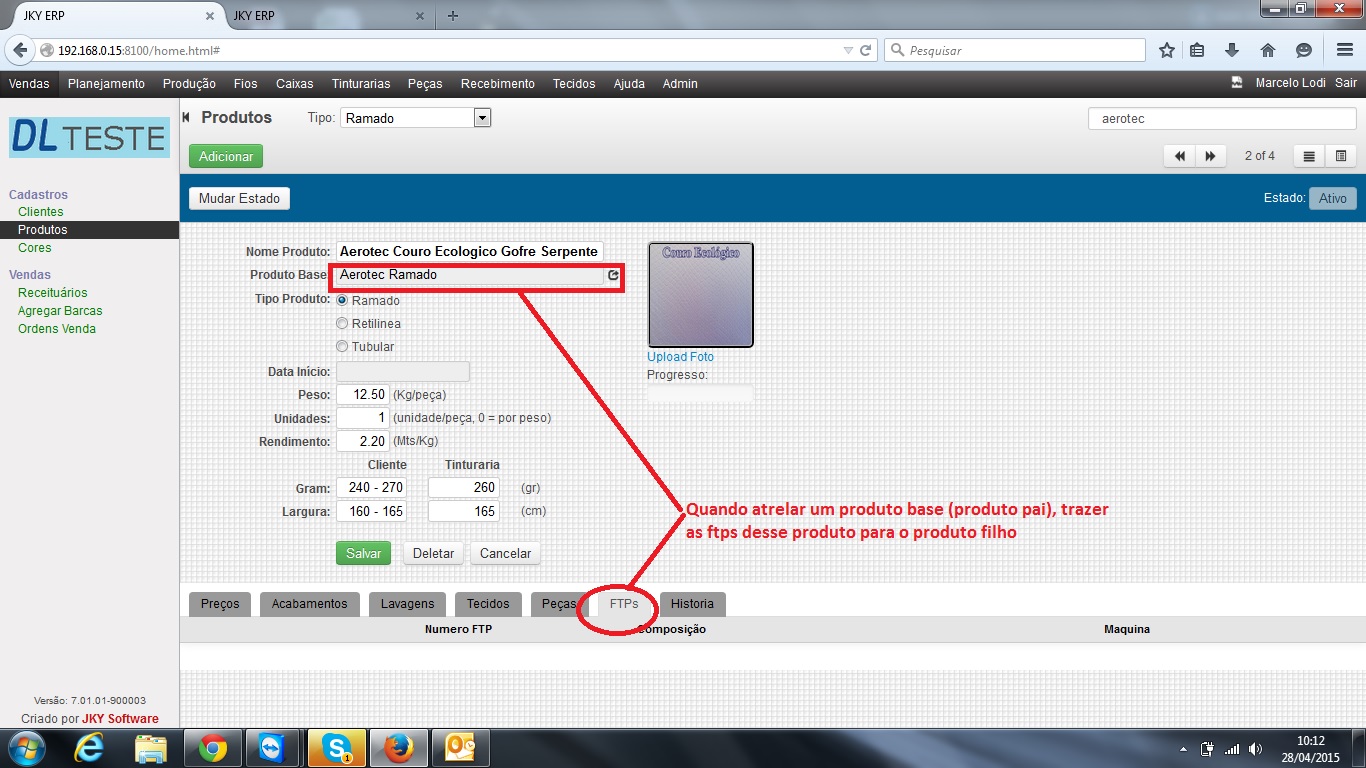 JKY ERP
JKY ERP
192.168.0.15:8100/home.html#
Pesquisar
Vendas Planejamento Produção Fios Caixas Tinturarias Peças Recebimento Tecidos Ajuda Admin
Marcelo Lodi Sair
DL TESTE
Produtos Tipo: Ramado
aerotec
Adicionar
2 of 4
Mudar Estado
Estado: Ativo
Cadastros
Clientes
Produtos
Cores
Vendas
Receituários
Agregar Barcas
Ordens Venda
Nome Produto: Aerotec Couro Ecologico Gofre Serpente
Produto Base Aerotec Ramado
Tipo Produto: Ramado
Retilinea
Tubular
Couro Ecológico
Upload Foto
Progresso:
Data Início:
Peso: 12.50 (Kg/peça)
Unidades: 1 (unidade/peça, 0 = por peso)
Rendimento: 2.20 (Mts/Kg)
Cliente Tinturaria
Gram: 240 - 270 260 (gr)
Largura: 160 - 165 165 (cm)
Quando atrelar um produto base (produto pai), trazer
as ftps desse produto para o produto filho
Salvar Deletar Cancelar
Preços Acabamentos Lavagens Tecidos Peças FTPs Historia
Numero FTP Composição Maquina
Versão: 7.01.01-900003
Criado por JKY Software
1
10:12
28/04/2015